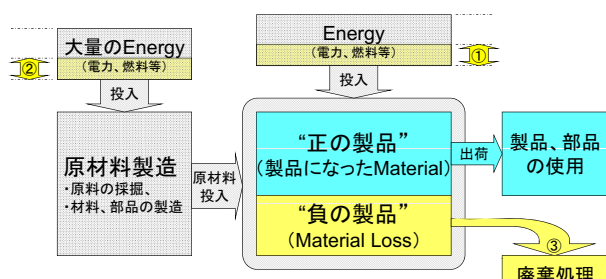 大量のEnergy
(電力、燃料等)
②
投入
Energy
(電力、燃料等)
①
投入
原材料製造
・原料の採掘、
・材料、部品の製造
原材料
投入
“正の製品”
(製品になったMaterial)
出荷
製品、部品
の使用
“負の製品”
(Material Loss)
③
廃棄処理